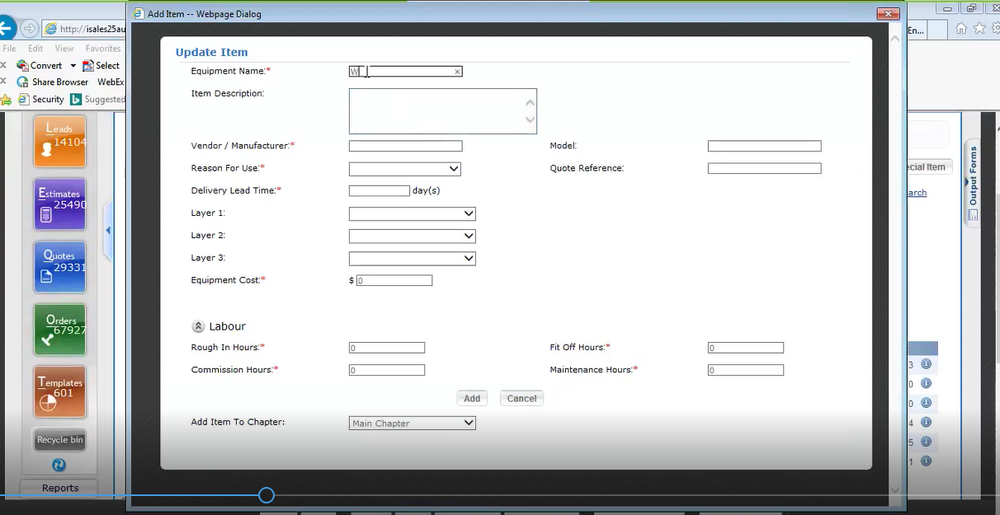 Add Item -- Webpage Dialog
http://isales25au
En...
File Edit View Favorites
x Convert Select
x Share Browser WebEx
Security Suggested
Leads
14104
Estimates
25490
Quotes
29331
Orders
67927
Templates
601
Recycle bin
Reports
Update Item
Equipment Name:* W ×
Item Description:
Vendor / Manufacturer:* Model:
Reason For Use:* Quote Reference:
Delivery Lead Time:* day(s)
Layer 1:
Layer 2:
Layer 3:
Equipment Cost:* $ 0
Labour
Rough In Hours:* 0 Fit Off Hours:* 0
Commission Hours:* 0 Maintenance Hours:* 0
Add Cancel
Add Item To Chapter: Main Chapter
ecial Item
arch
Output Forms
3
0
0
4
5
1